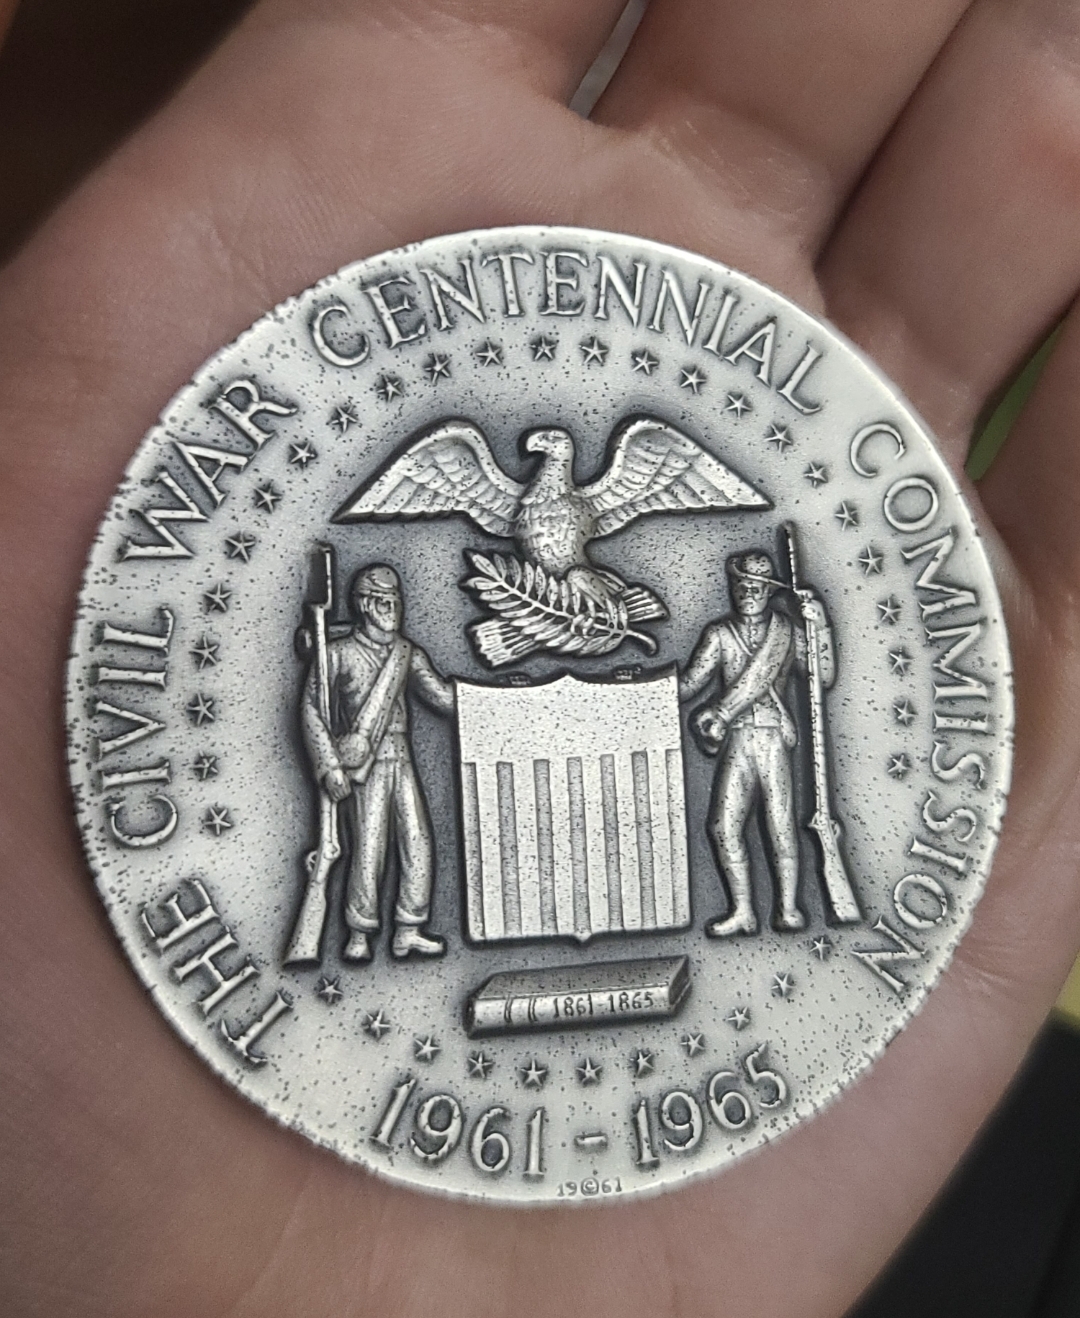 THE CIVIL WAR CENTENNIAL COMMISSION
1861-1865
1961-1965
19©61